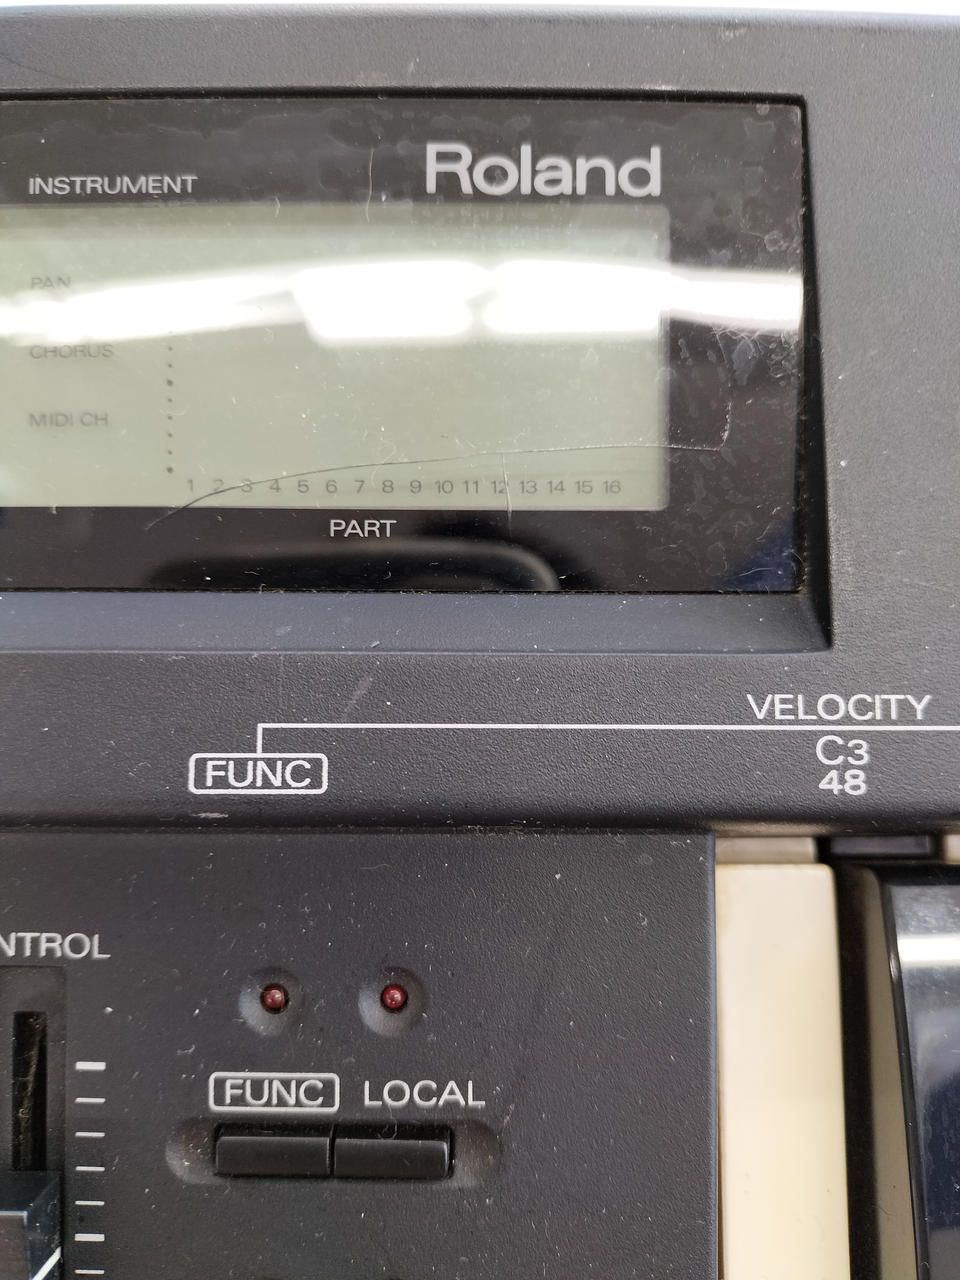 Roland
INSTRUMENT
PAN
CHORUS
MIDI CH
1 2 3 4 5 6 7 8 9 10 11 12 13 14 15 16
PART
VELOCITY
FUNC
C3
48
NTROL
FUNC LOCAL